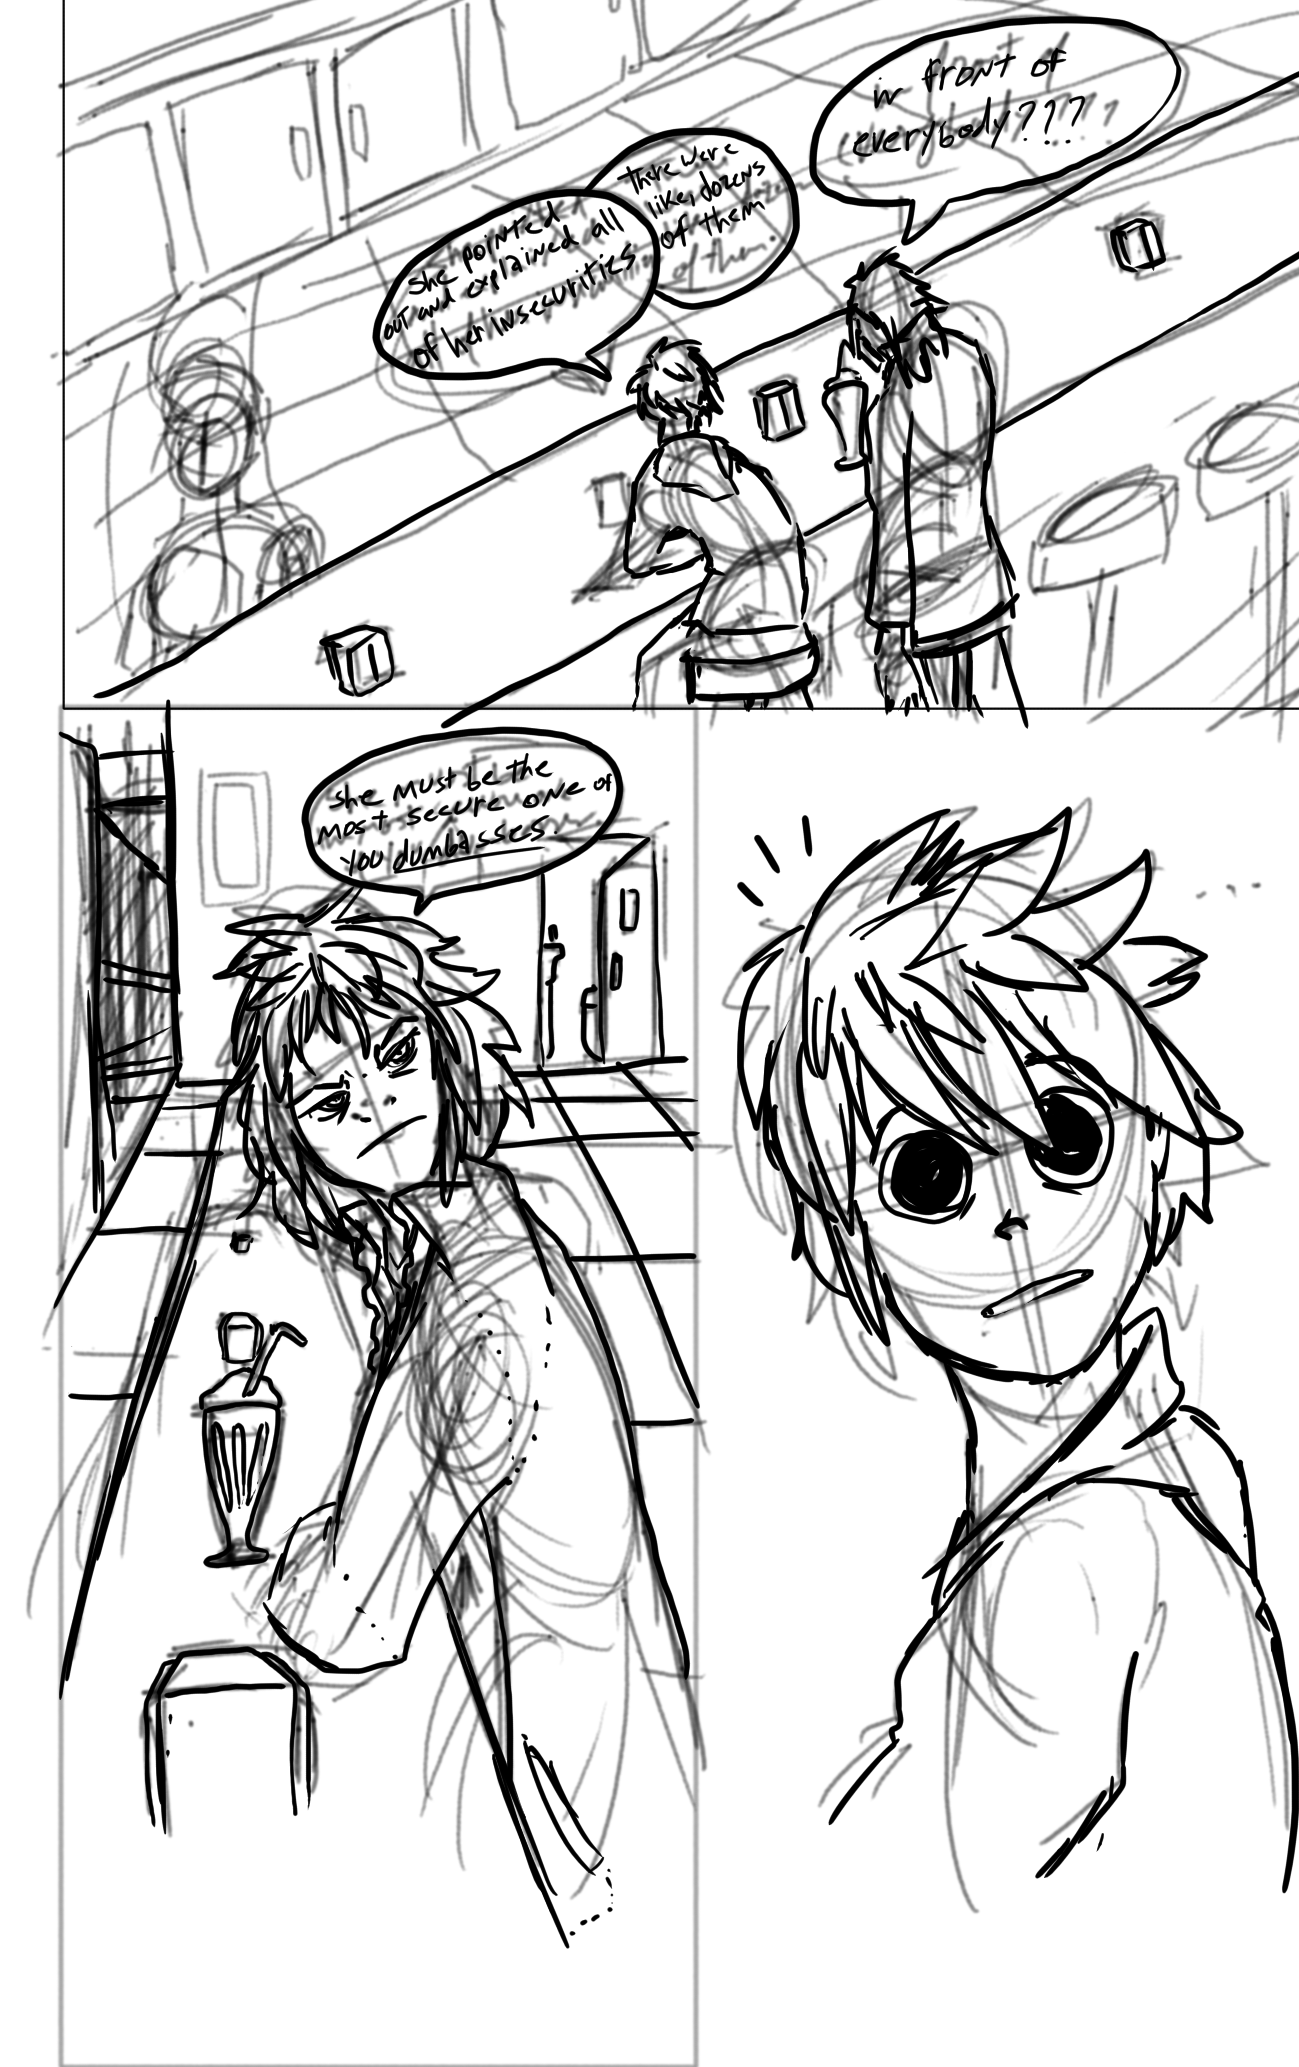 She pointed
out and explained all
of her insecurities
There were
like, dozens
of them
in front of
everybody???
She must be the
most secure one of
you dumbasses.